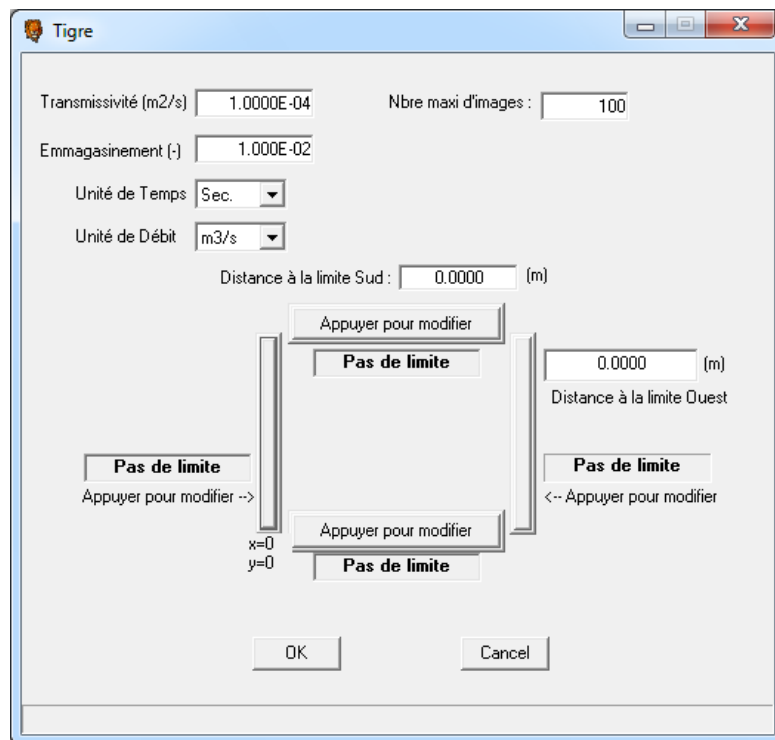 Tigre
Transmissivité (m2/s) 1.0000E-04 Nbre maxi d'images : 100
Emmagasinement (-) 1.000E-02
Unité de Temps Sec.
Unité de Débit m3/s
Distance à la limite Sud : 0.0000 (m)
Appuyer pour modifier
Pas de limite
0.0000 (m)
Distance à la limite Ouest
Pas de limite
Appuyer pour modifier -->
Pas de limite
<-- Appuyer pour modifier
x=0
y=0
Appuyer pour modifier
Pas de limite
OK Cancel